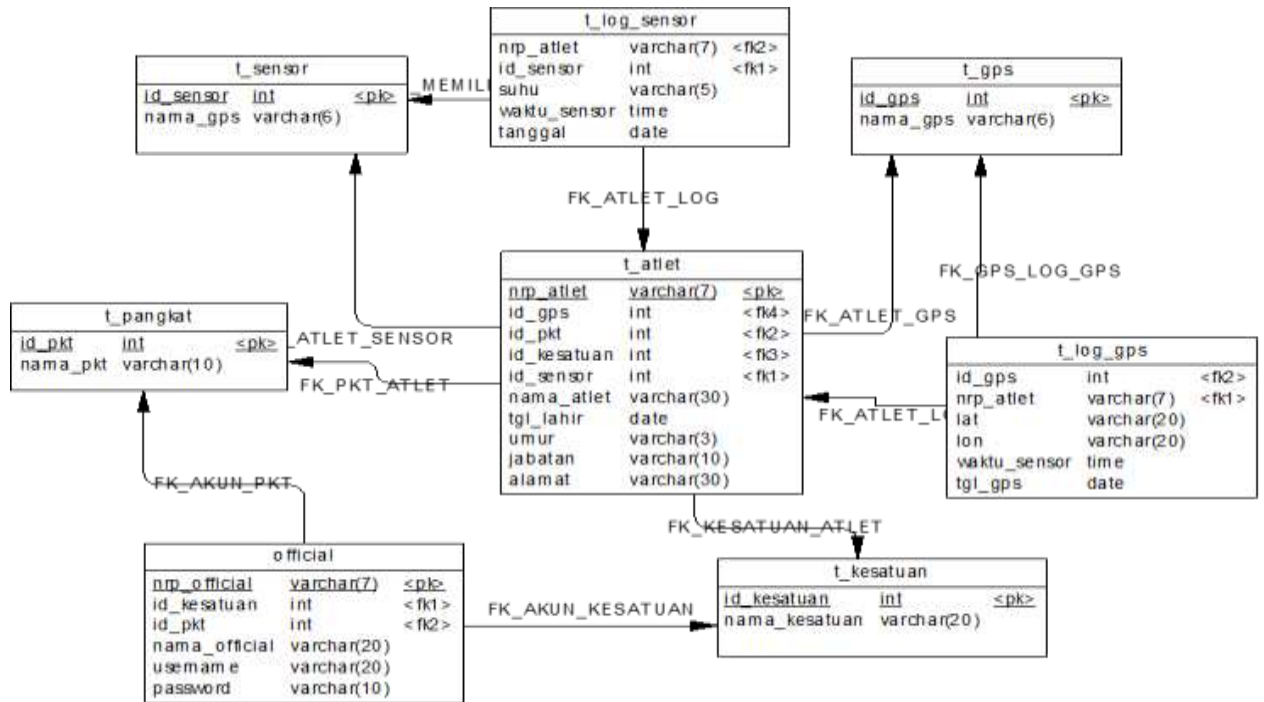 t_log_sensor
nrp_atlet varchar(7) <fk2>
id_sensor int <fk1>
suhu varchar(5)
waktu_sensor time
tanggal date
t_sensor
id_sensor int <pk>
nama_gps varchar(6)
_MEMILI
t_gps
id_gps int <pk>
nama_gps varchar(6)
FK_ATLET_LOG
t_atlet
nrp_atlet varchar(7) <pk>
id_gps int <fk4>
id_pkt int <fk2>
id_kesatuan int <fk3>
id_sensor int <fk1>
nama_atlet varchar(30)
tgl_lahir date
umur varchar(3)
jabatan varchar(10)
alamat varchar(30)
FK_GPS_LOG_GPS
FK_ATLET_GPS
t_pangkat
id_pkt int <pk>
nama_pkt varchar(10)
_ATLET_SENSOR
FK_PKT_ATLET
t_log_gps
id_gps int <fk2>
nrp_atlet varchar(7) <fk1>
lat varchar(20)
lon varchar(20)
waktu_sensor time
tgl_gps date
FK_ATLET_LO
FK_AKUN_PKT
FK_KESATUAN_ATLET
official
nrp_official varchar(7) <pk>
id_kesatuan int <fk1>
id_pkt int <fk2>
nama_official varchar(20)
username varchar(20)
password varchar(10)
FK_AKUN_KESATUAN
t_kesatuan
id_kesatuan int <pk>
nama_kesatuan varchar(20)